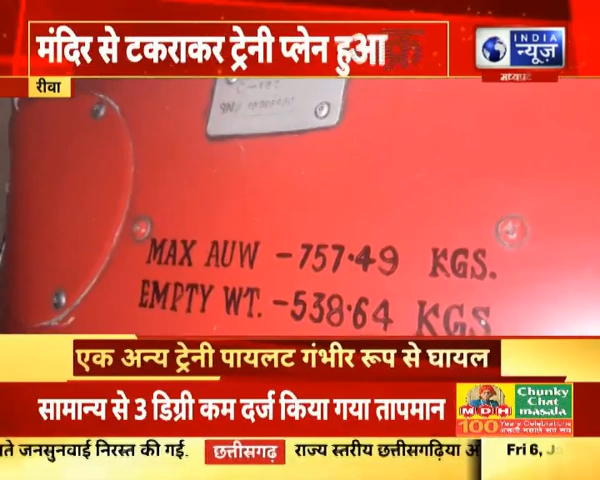 मंदिर से टकराकर ट्रेनी प्लेन हुआ
INDIA
न्यूज़
रीवा
MAX AUW -757.49 KGS.
EMPTY WT. -538.64 KGS
एक अन्य ट्रेनी पायलट गंभीर रूप से घायल
सामान्य से 3 डिग्री कम दर्ज किया गया तापमान
MDH
100 Years Celebrations
Chunky
Chat
masala
ते जनसुनवाई निरस्त की गई.
छत्तीसगढ़
राज्य स्तरीय छत्तीसगढ़िया
Fri 6,